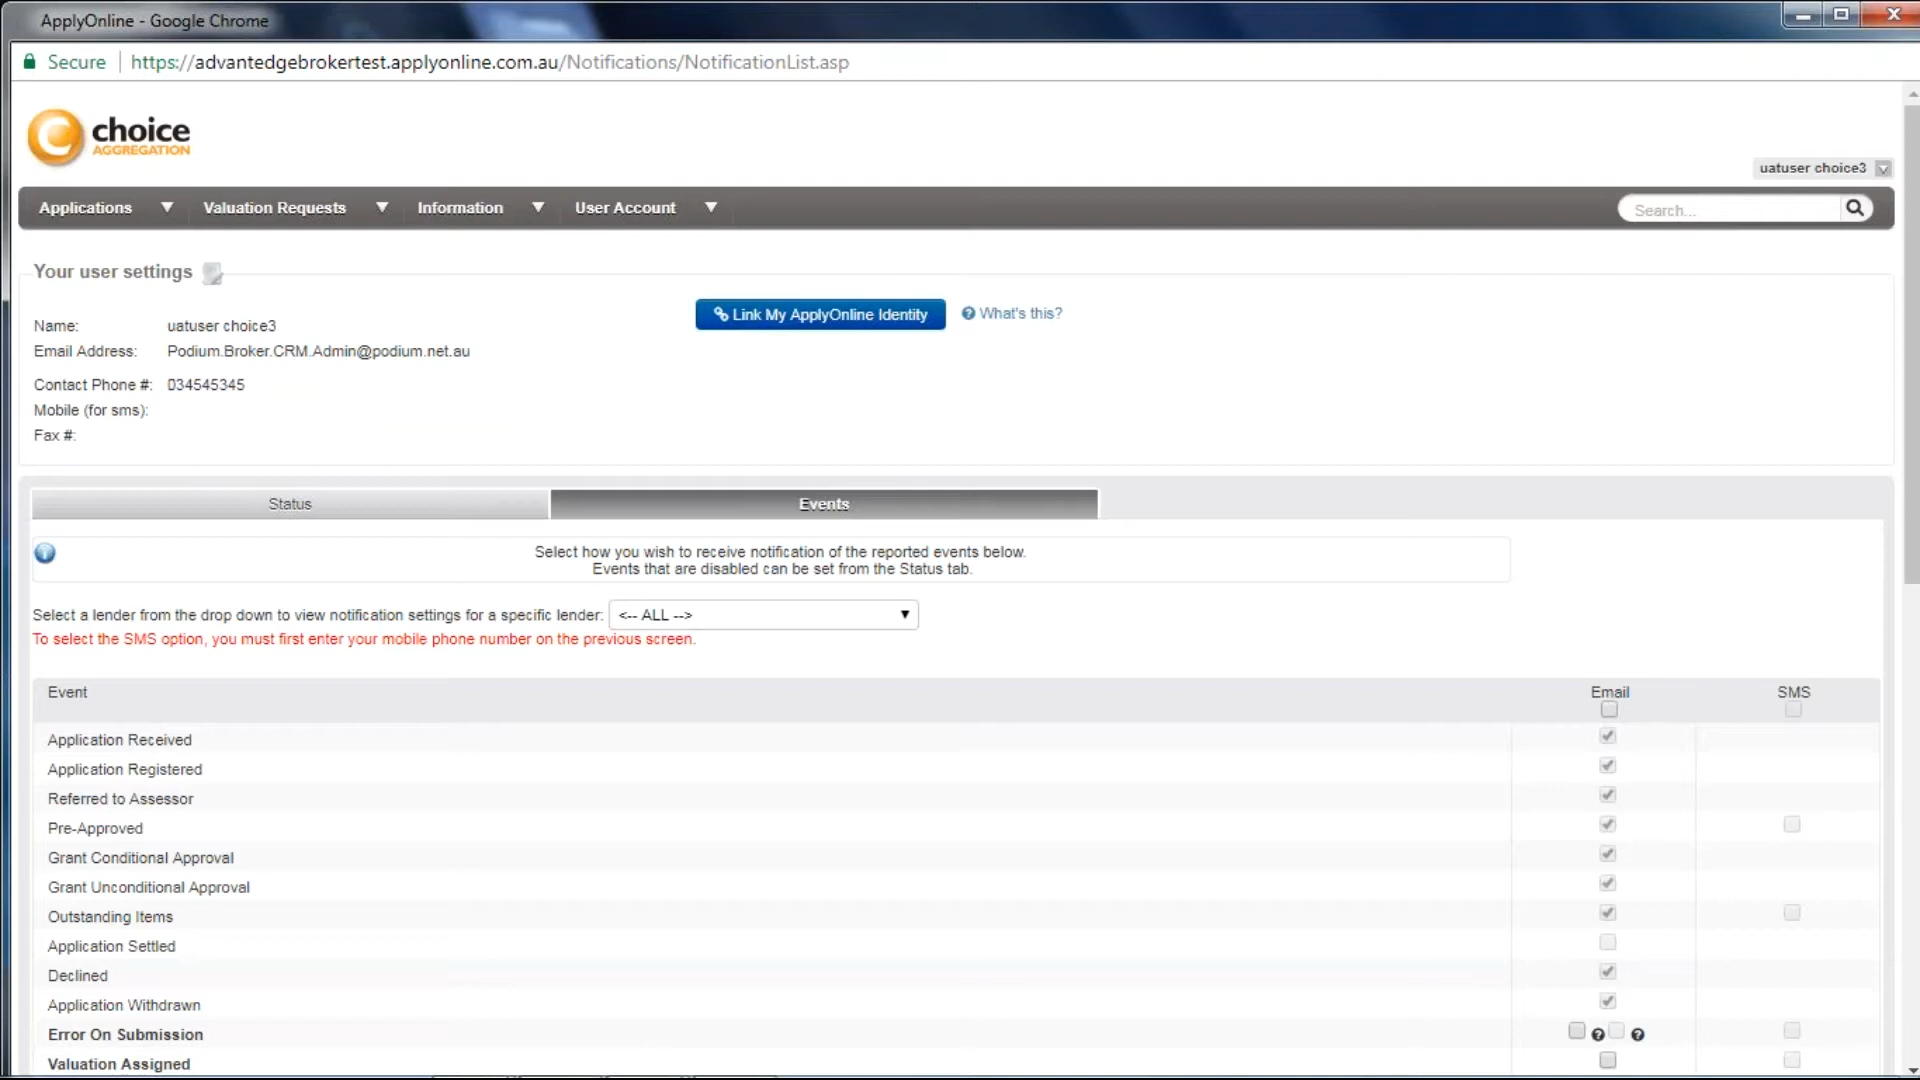 ApplyOnline - Google Chrome
Secure https://advantedgebrokertest.applyonline.com.au/Notifications/NotificationList.asp
choice
AGGREGATION
uatuser choice3
Applications Valuation Requests Information User Account Search...
Your user settings
Link My ApplyOnline Identity What's this?
Name: uatuser choice3
Email Address: Podium.Broker.CRM.Admin@podium.net.au
Contact Phone #: 034545345
Mobile (for sms):
Fax #:
Status Events
Select how you wish to receive notification of the reported events below.
Events that are disabled can be set from the Status tab.
Select a lender from the drop down to view notification settings for a specific lender: <-- ALL -->
To select the SMS option, you must first enter your mobile phone number on the previous screen.
Event Email SMS
Application Received
Application Registered
Referred to Assessor
Pre-Approved
Grant Conditional Approval
Grant Unconditional Approval
Outstanding Items
Application Settled
Declined
Application Withdrawn
Error On Submission
Valuation Assigned